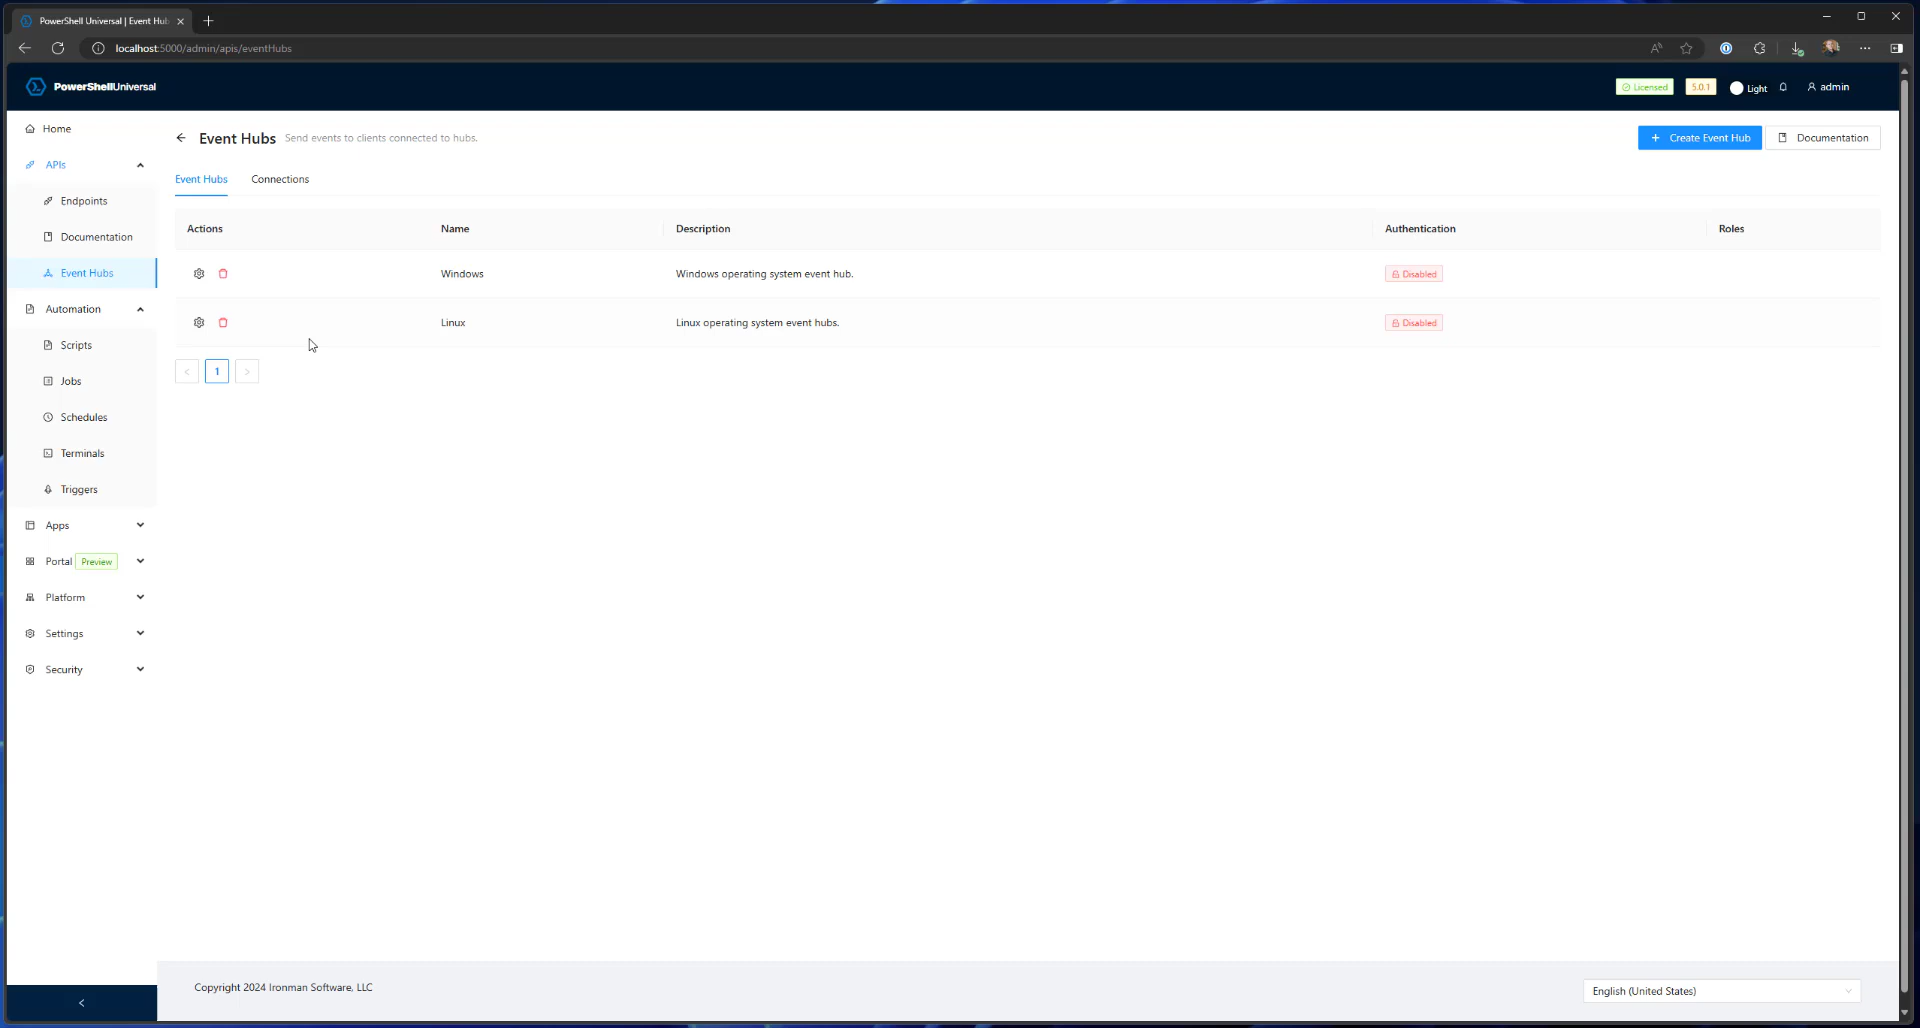 PowerShell Universal | Event Hub
localhost:5000/admin/apis/eventHubs
PowerShellUniversal
Licensed
5.0.1
Light
admin
Home
APIs
Endpoints
Documentation
Event Hubs
Automation
Scripts
Jobs
Schedules
Terminals
Triggers
Apps
Portal Preview
Platform
Settings
Security
Event Hubs Send events to clients connected to hubs.
+ Create Event Hub
Documentation
Event Hubs Connections
Actions Name Description Authentication Roles
Windows Windows operating system event hub. Disabled
Linux Linux operating system event hubs. Disabled
< 1 >
Copyright 2024 Ironman Software, LLC
English (United States)